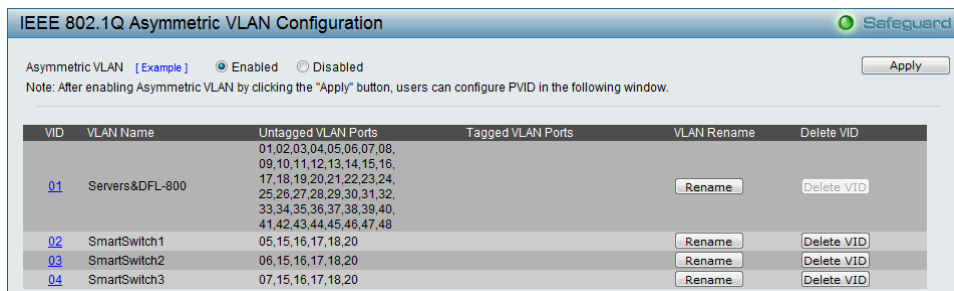 IEEE 802.1Q Asymmetric VLAN Configuration Safeguard
Asymmetric VLAN [ Example ] Enabled Disabled Apply
Note: After enabling Asymmetric VLAN by clicking the "Apply" button, users can configure PVID in the following window.
VID VLAN Name Untagged VLAN Ports Tagged VLAN Ports VLAN Rename Delete VID
01,02,03,04,05,06,07,08,
09,10,11,12,13,14,15,16,
17,18,19,20,21,22,23,24,
01 Servers&DFL-800 Rename Delete VID
25,26,27,28,29,30,31,32,
33,34,35,36,37,38,39,40,
41,42,43,44,45,46,47,48
02 SmartSwitch1 05,15,16,17,18,20 Rename Delete VID
03 SmartSwitch2 06,15,16,17,18,20 Rename Delete VID
04 SmartSwitch3 07,15,16,17,18,20 Rename Delete VID